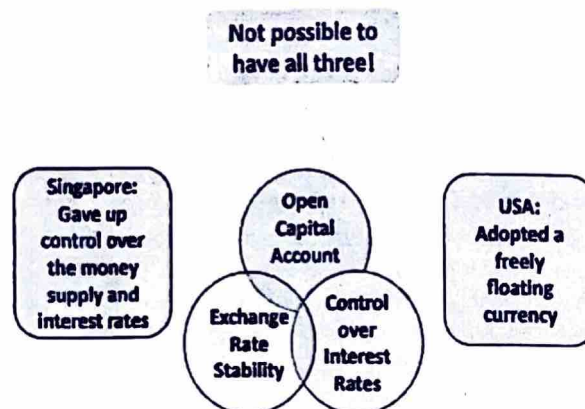 Not possible to
have all three!
Singapore:
Gave up
control over
the money
supply and
interest rates
Open
Capital
Account
Exchange
Rate
Stability
Control
over
Interest
Rates
USA:
Adopted a
freely
floating
currency